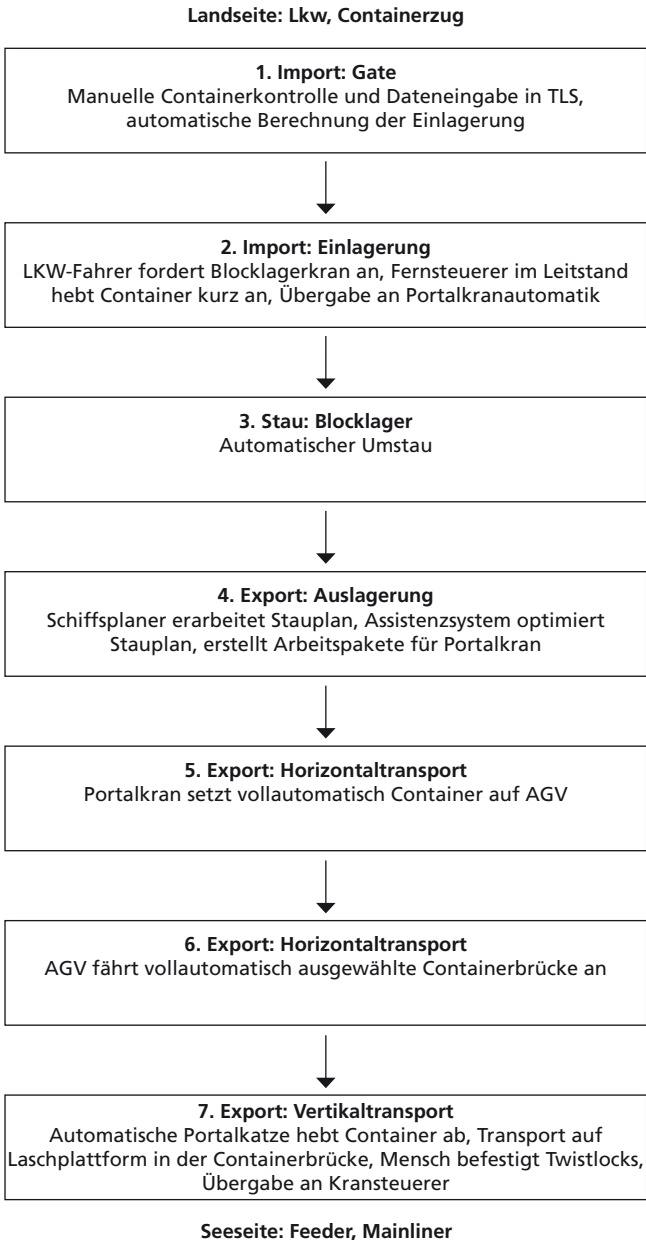 Landseite: Lkw, Containerzug
1. Import: Gate
Manuelle Containerkontrolle und Dateneingabe in TLS,
automatische Berechnung der Einlagerung
2. Import: Einlagerung
LKW-Fahrer fordert Blocklagerkran an, Fernsteuerer im Leitstand
hebt Container kurz an, Übergabe an Portalkranautomatik
3. Stau: Blocklager
Automatischer Umstau
4. Export: Auslagerung
Schiffsplaner erarbeitet Stauplan, Assistenzsystem optimiert
Stauplan, erstellt Arbeitspakete für Portalkran
5. Export: Horizontaltransport
Portalkran setzt vollautomatisch Container auf AGV
6. Export: Horizontaltransport
AGV fährt vollautomatisch ausgewählte Containerbrücke an
7. Export: Vertikaltransport
Automatische Portalkatze hebt Container ab, Transport auf
Laschplattform in der Containerbrücke, Mensch befestigt Twistlocks,
Übergabe an Kransteuerer
Seeseite: Feeder, Mainliner